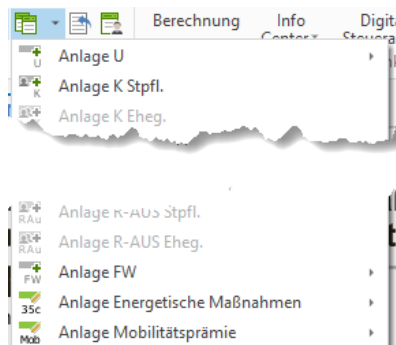 Berechnung Info Digit
Center Steuera
U Anlage U
K Anlage K Stpfl.
K Anlage K Eheg.
RAu Anlage R-AUS Stpfl.
RAu Anlage R-AUS Eheg.
FW Anlage FW
35c Anlage Energetische Maßnahmen
Mob Anlage Mobilitätsprämie